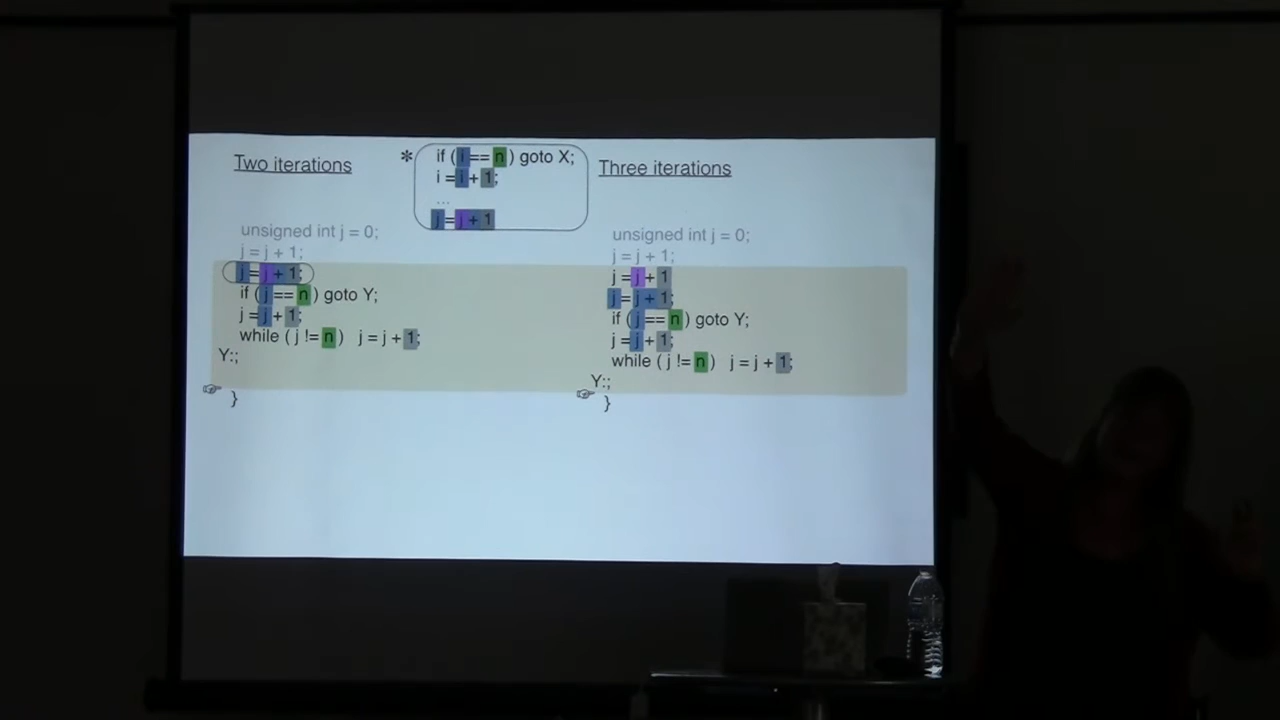 Two iterations
* if ( i == n ) goto X;
i = i + 1;
...
j = j + 1
unsigned int j = 0;
j = j + 1;
j = j + 1;
if ( j == n ) goto Y;
j = j + 1;
while ( j != n ) j = j + 1;
Y:;
}
Three iterations
unsigned int j = 0;
j = j + 1;
j = j + 1
j = j + 1;
if ( j == n ) goto Y;
j = j + 1;
while ( j != n ) j = j + 1;
Y:;
}